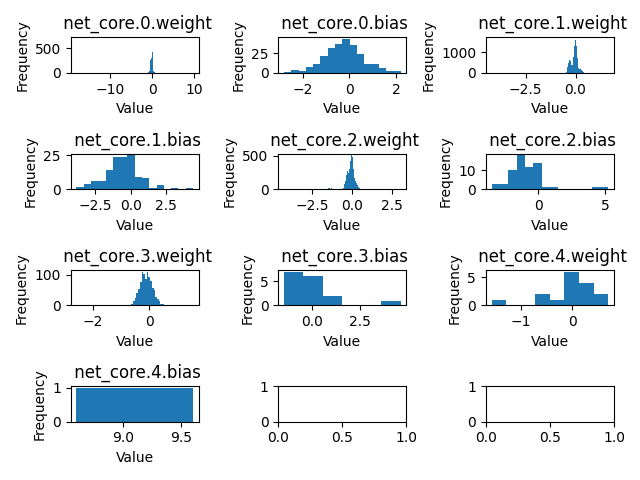 net_core.0.weight
net_core.0.bias
net_core.1.weight
Frequency
500
0
−10
0
10
Value
Frequency
25
0
−2
0
2
Value
Frequency
1000
0
−2.5
0.0
Value
net_core.1.bias
net_core.2.weight
net_core.2.bias
Frequency
25
0
−2.5
0.0
2.5
Value
Frequency
500
0
−2.5
0.0
2.5
Value
Frequency
10
0
0
5
Value
net_core.3.weight
net_core.3.bias
net_core.4.weight
Frequency
100
0
−2
0
Value
Frequency
5
0
0.0
2.5
Value
Frequency
5
0
−1
0
Value
net_core.4.bias
Frequency
1
0
9.0
9.5
Value
1
0
0.0
0.5
1.0
1
0
0.0
0.5
1.0